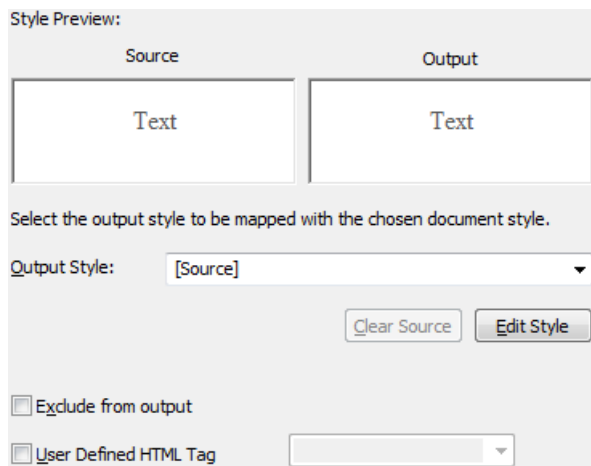 Style Preview:
Source Output
Text Text
Select the output style to be mapped with the chosen document style.
Output Style: [Source]
Clear Source Edit Style
Exclude from output
User Defined HTML Tag